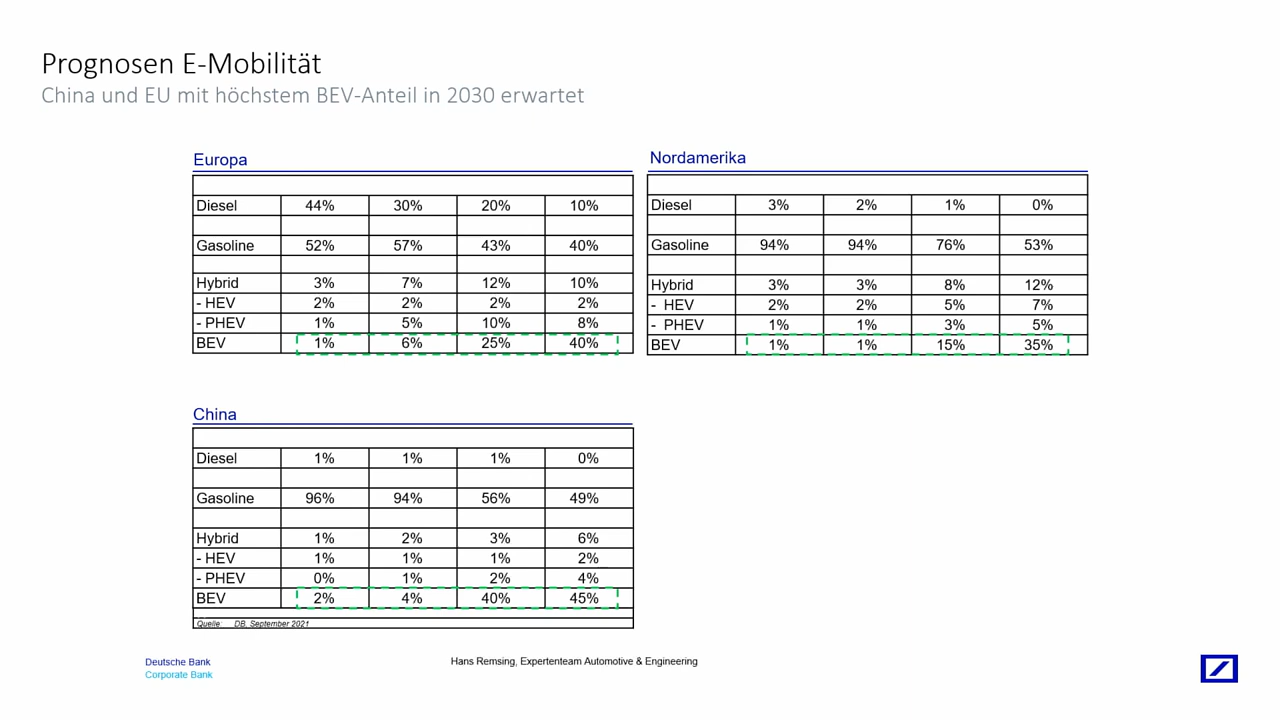 Prognosen E-Mobilität
China und EU mit höchstem BEV-Anteil in 2030 erwartet
Europa
Diesel 44% 30% 20% 10%
Gasoline 52% 57% 43% 40%
Hybrid 3% 7% 12% 10%
- HEV 2% 2% 2% 2%
- PHEV 1% 5% 10% 8%
BEV 1% 6% 25% 40%
Nordamerika
Diesel 3% 2% 1% 0%
Gasoline 94% 94% 76% 53%
Hybrid 3% 3% 8% 12%
- HEV 2% 2% 5% 7%
- PHEV 1% 1% 3% 5%
BEV 1% 1% 15% 35%
China
Diesel 1% 1% 1% 0%
Gasoline 96% 94% 56% 49%
Hybrid 1% 2% 3% 6%
- HEV 1% 1% 1% 2%
- PHEV 0% 1% 2% 4%
BEV 2% 4% 40% 45%
Quelle: DB, September 2021
Deutsche Bank
Corporate Bank
Hans Remsing, Expertenteam Automotive & Engineering